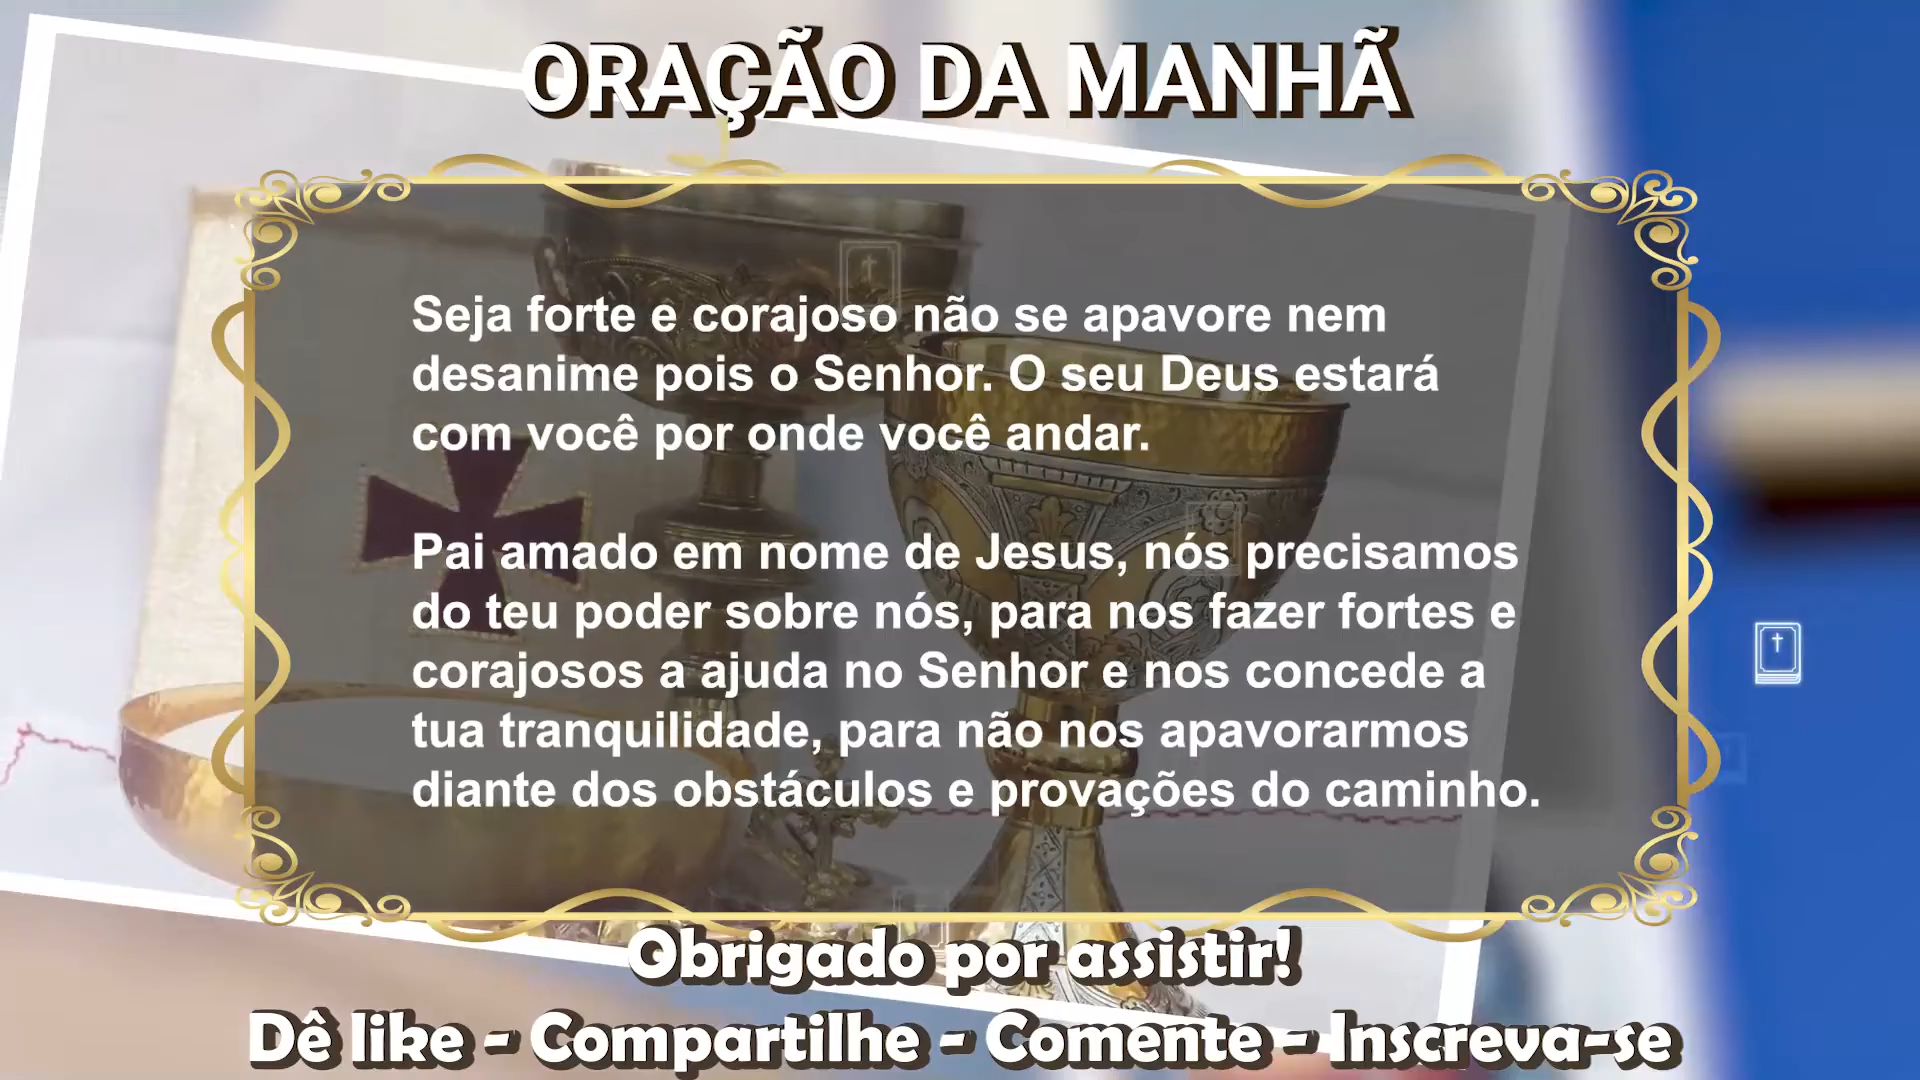 ORAÇÃO DA MANHÃ
Seja forte e corajoso não se apavore nem
desanime pois o Senhor. O seu Deus estará
com você por onde você andar.
Pai amado em nome de Jesus, nós precisamos
do teu poder sobre nós, para nos fazer fortes e
corajosos a ajuda no Senhor e nos concede a
tua tranquilidade, para não nos apavorarmos
diante dos obstáculos e provações do caminho.
Obrigado por assistir!
Dê like - Compartilhe - Comente - Inscreva-se